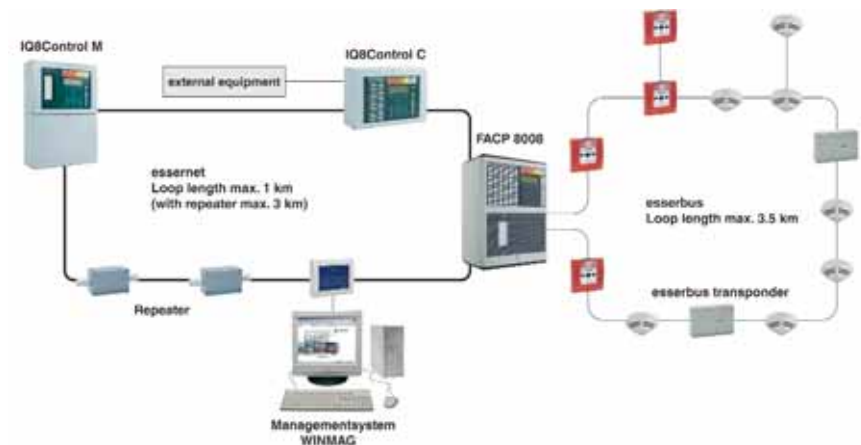 IQ8Control M
IQ8Control C
external equipment
FACP 8008
essernet
Loop length max. 1 km
(with repeater max. 3 km)
esserbus
Loop length max. 3.5 km
esserbus transponder
Repeater
Managementsystem
WINMAG